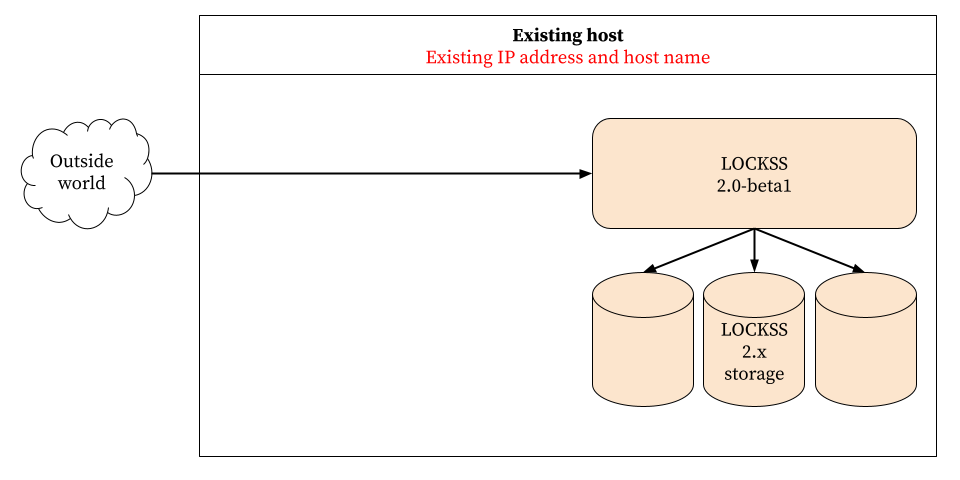 Existing host
Existing IP address and host name
Outside
world
LOCKSS
2.0-beta1
LOCKSS
2.x
storage